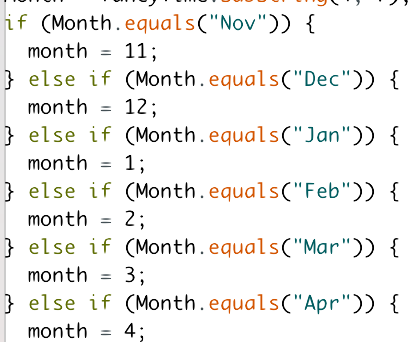 if (Month.equals("Nov")) {
month = 11;
} else if (Month.equals("Dec")) {
month = 12;
} else if (Month.equals("Jan")) {
month = 1;
} else if (Month.equals("Feb")) {
month = 2;
} else if (Month.equals("Mar")) {
month = 3;
} else if (Month.equals("Apr")) {
month = 4;